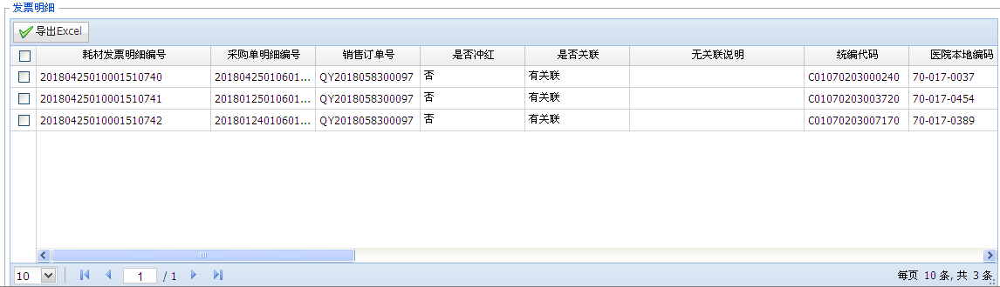 发票明细
导出Excel
耗材发票明细编号 采购单明细编号 销售订单号 是否冲红 是否关联 无关联说明 统编代码 医院本地编码
20180425010001510740 20180425010601... QY2018058300097 否 有关联 C01070203000240 70-017-0037
20180425010001510741 20180125010601... QY2018058300097 否 有关联 C01070203003720 70-017-0454
20180425010001510742 20180124010601... QY2018058300097 否 有关联 C01070203007170 70-017-0389
10 1 / 1 每页 10 条, 共 3 条